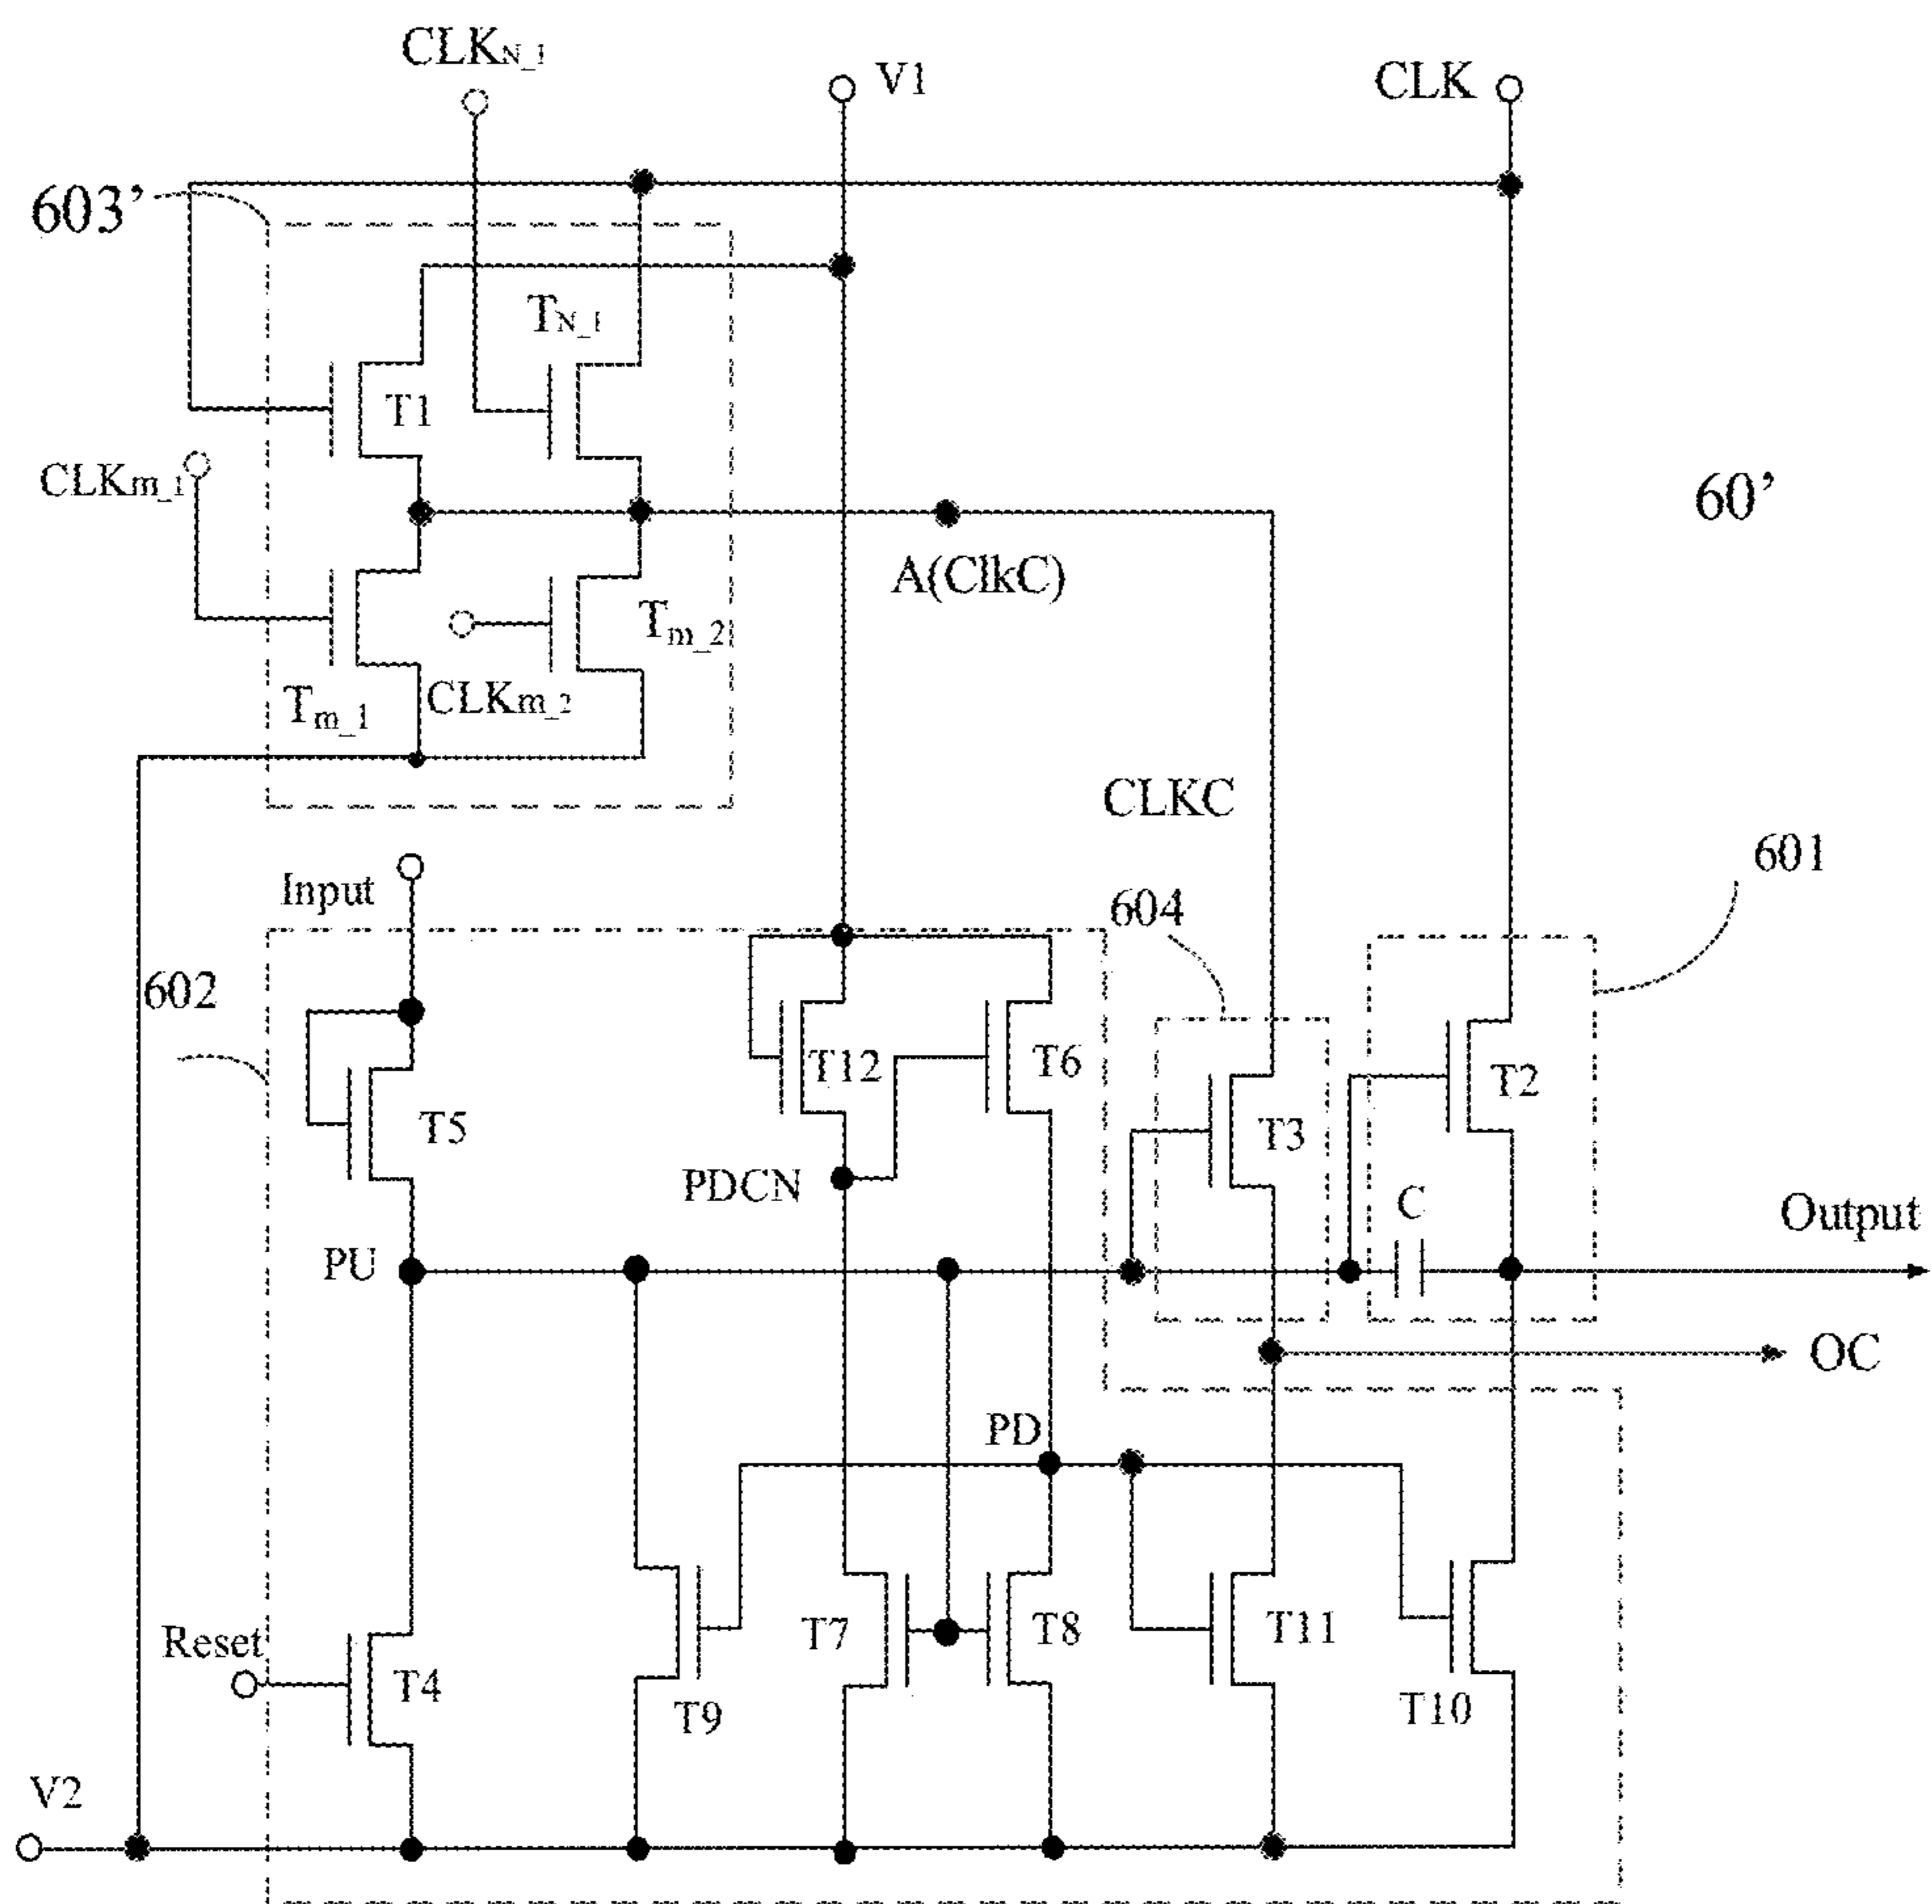 CLKN_1
V1
CLK
603’
TN_1
T1
CLKm_1
60’
A(ClkC)
Tm_2
Tm_1
CLKm_2
CLKC
601
Input
604
602
T12
T6
T2
T5
T3
PDCN
C
Output
PU
OC
PD
T7
T8
T11
Reset
T4
T9
T10
V2